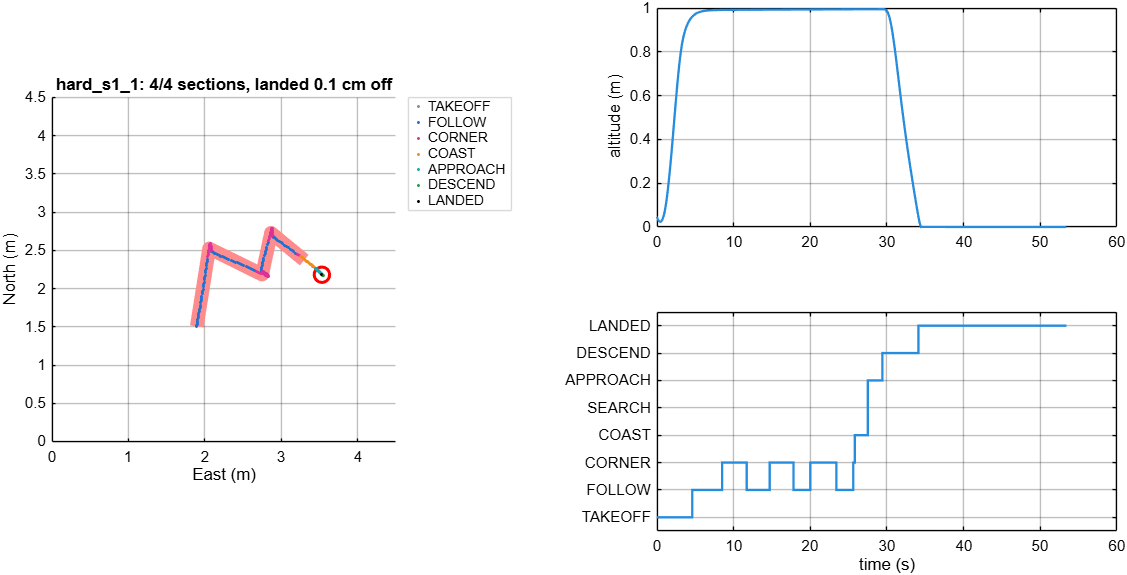 hard_s1_1: 4/4 sections, landed 0.1 cm off
4.5
4
3.5
3
2.5
2
1.5
1
0.5
0
North (m)
0 1 2 3 4
East (m)
TAKEOFF
FOLLOW
CORNER
COAST
APPROACH
DESCEND
LANDED
1
0.8
0.6
0.4
0.2
0
altitude (m)
0 10 20 30 40 50 60
LANDED
DESCEND
APPROACH
SEARCH
COAST
CORNER
FOLLOW
TAKEOFF
0 10 20 30 40 50 60
time (s)